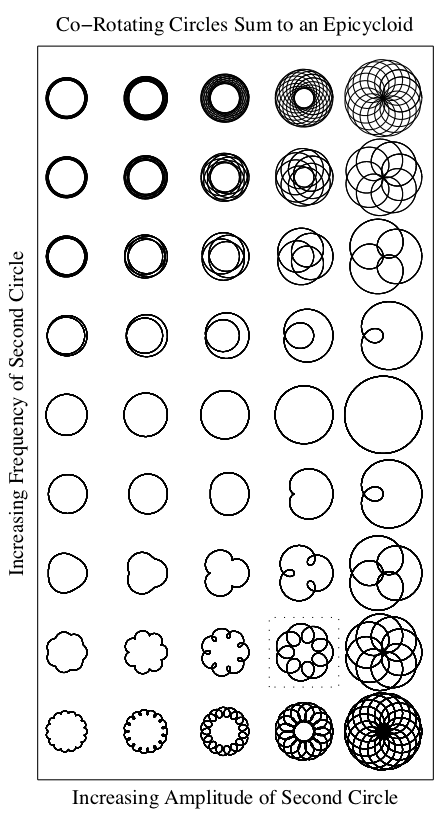 Co−Rotating Circles Sum to an Epicycloid
Increasing Frequency of Second Circle
Increasing Amplitude of Second Circle